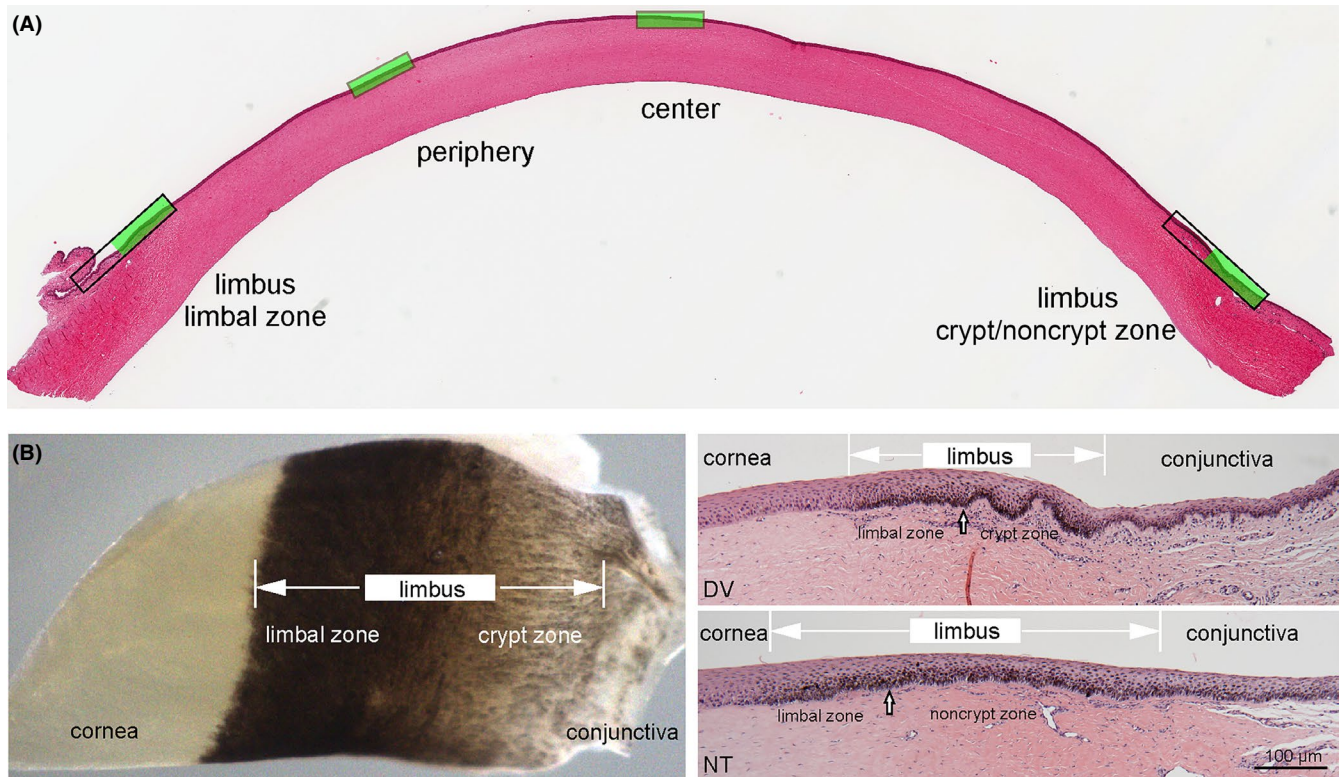 (A)
center
periphery
limbus
limbal zone
limbus
crypt/noncrypt zone
(B)
limbus
limbal zone
crypt zone
cornea
conjunctiva
cornea
limbus
conjunctiva
limbal zone
crypt zone
DV
cornea
limbus
conjunctiva
limbal zone
noncrypt zone
NT
100 µm